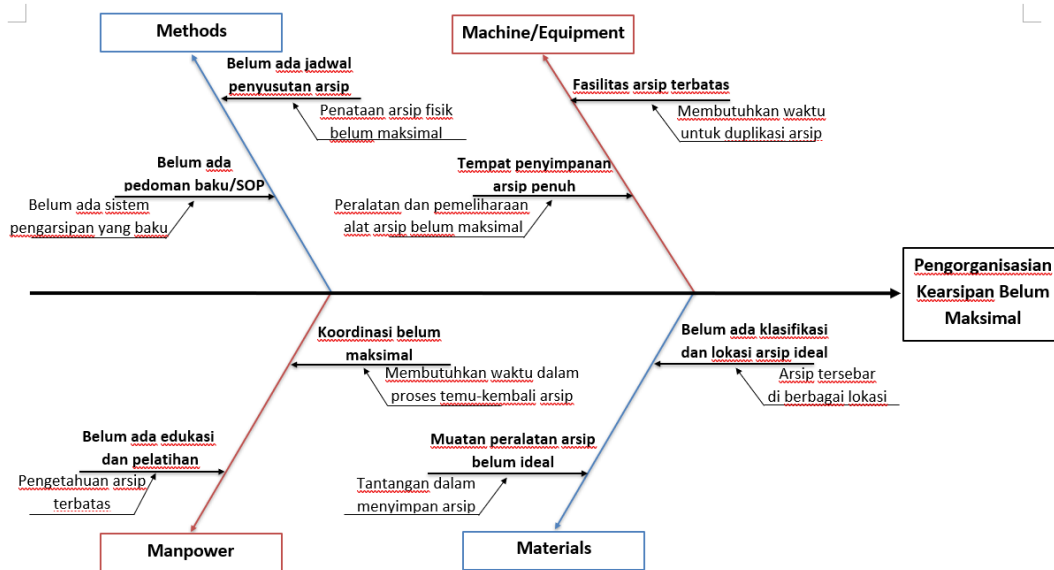 Methods
Machine/Equipment
Belum ada jadwal
penyusutan arsip
Penataan arsip fisik
belum maksimal
Fasilitas arsip terbatas
Membutuhkan waktu
untuk duplikasi arsip
Belum ada
pedoman baku/SOP
Belum ada sistem
pengarsipan yang baku
Tempat penyimpanan
arsip penuh
Peralatan dan pemeliharaan
alat arsip belum maksimal
Pengorganisasian
Kearsipan Belum
Maksimal
Koordinasi belum
maksimal
Membutuhkan waktu dalam
proses temu-kembali arsip
Belum ada klasifikasi
dan lokasi arsip ideal
Arsip tersebar
di berbagai lokasi
Belum ada edukasi
dan pelatihan
Pengetahuan arsip
terbatas
Muatan peralatan arsip
belum ideal
Tantangan dalam
menyimpan arsip
Manpower
Materials